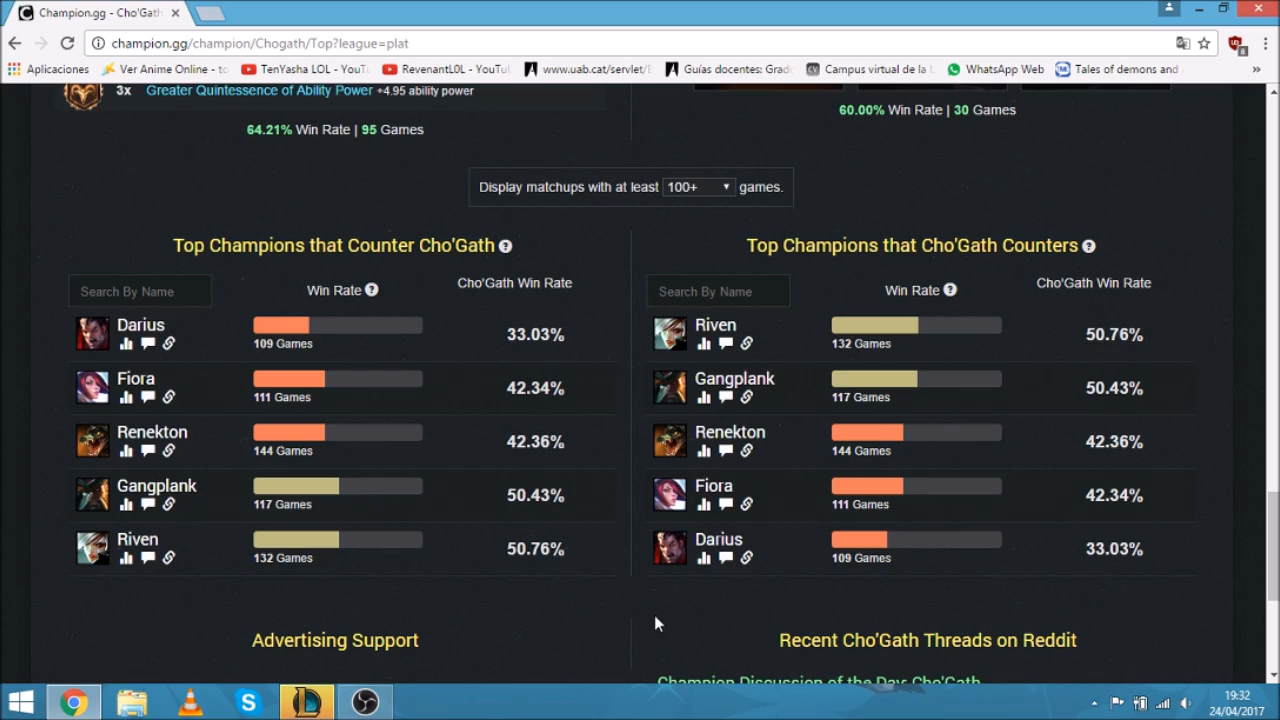 Champion.gg - Cho'Gath
champion.gg/champion/Chogath/Top?league=plat
Aplicaciones
Ver Anime Online - to
TenYasha LOL - YouTu
RevenantL0L - YouTu
www.uab.cat/servlet/
Guías docentes: Grad
Campus virtual de la
WhatsApp Web
Tales of demons and
»
3x Greater Quintessence of Ability Power +4.95 ability power
64.21% Win Rate | 95 Games
60.00% Win Rate | 30 Games
Display matchups with at least 100+ games.
Top Champions that Counter Cho'Gath ?
Search By Name Win Rate ? Cho'Gath Win Rate
Darius
109 Games
33.03%
Fiora
111 Games
42.34%
Renekton
144 Games
42.36%
Gangplank
117 Games
50.43%
Riven
132 Games
50.76%
Top Champions that Cho'Gath Counters ?
Search By Name Win Rate ? Cho'Gath Win Rate
Riven
132 Games
50.76%
Gangplank
117 Games
50.43%
Renekton
144 Games
42.36%
Fiora
111 Games
42.34%
Darius
109 Games
33.03%
Advertising Support
Recent Cho'Gath Threads on Reddit
Champion Discussion of the Day: Cho'Gath
19:32
24/04/2017